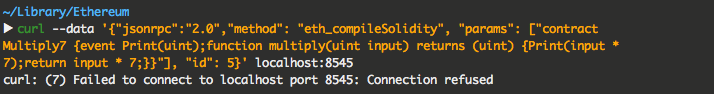 ~/Library/Ethereum
▶ curl --data '{"jsonrpc":"2.0","method": "eth_compileSolidity", "params": ["contract
Multiply7 {event Print(uint);function multiply(uint input) returns (uint) {Print(input *
7);return input * 7;}}"], "id": 5}' localhost:8545
curl: (7) Failed to connect to localhost port 8545: Connection refused